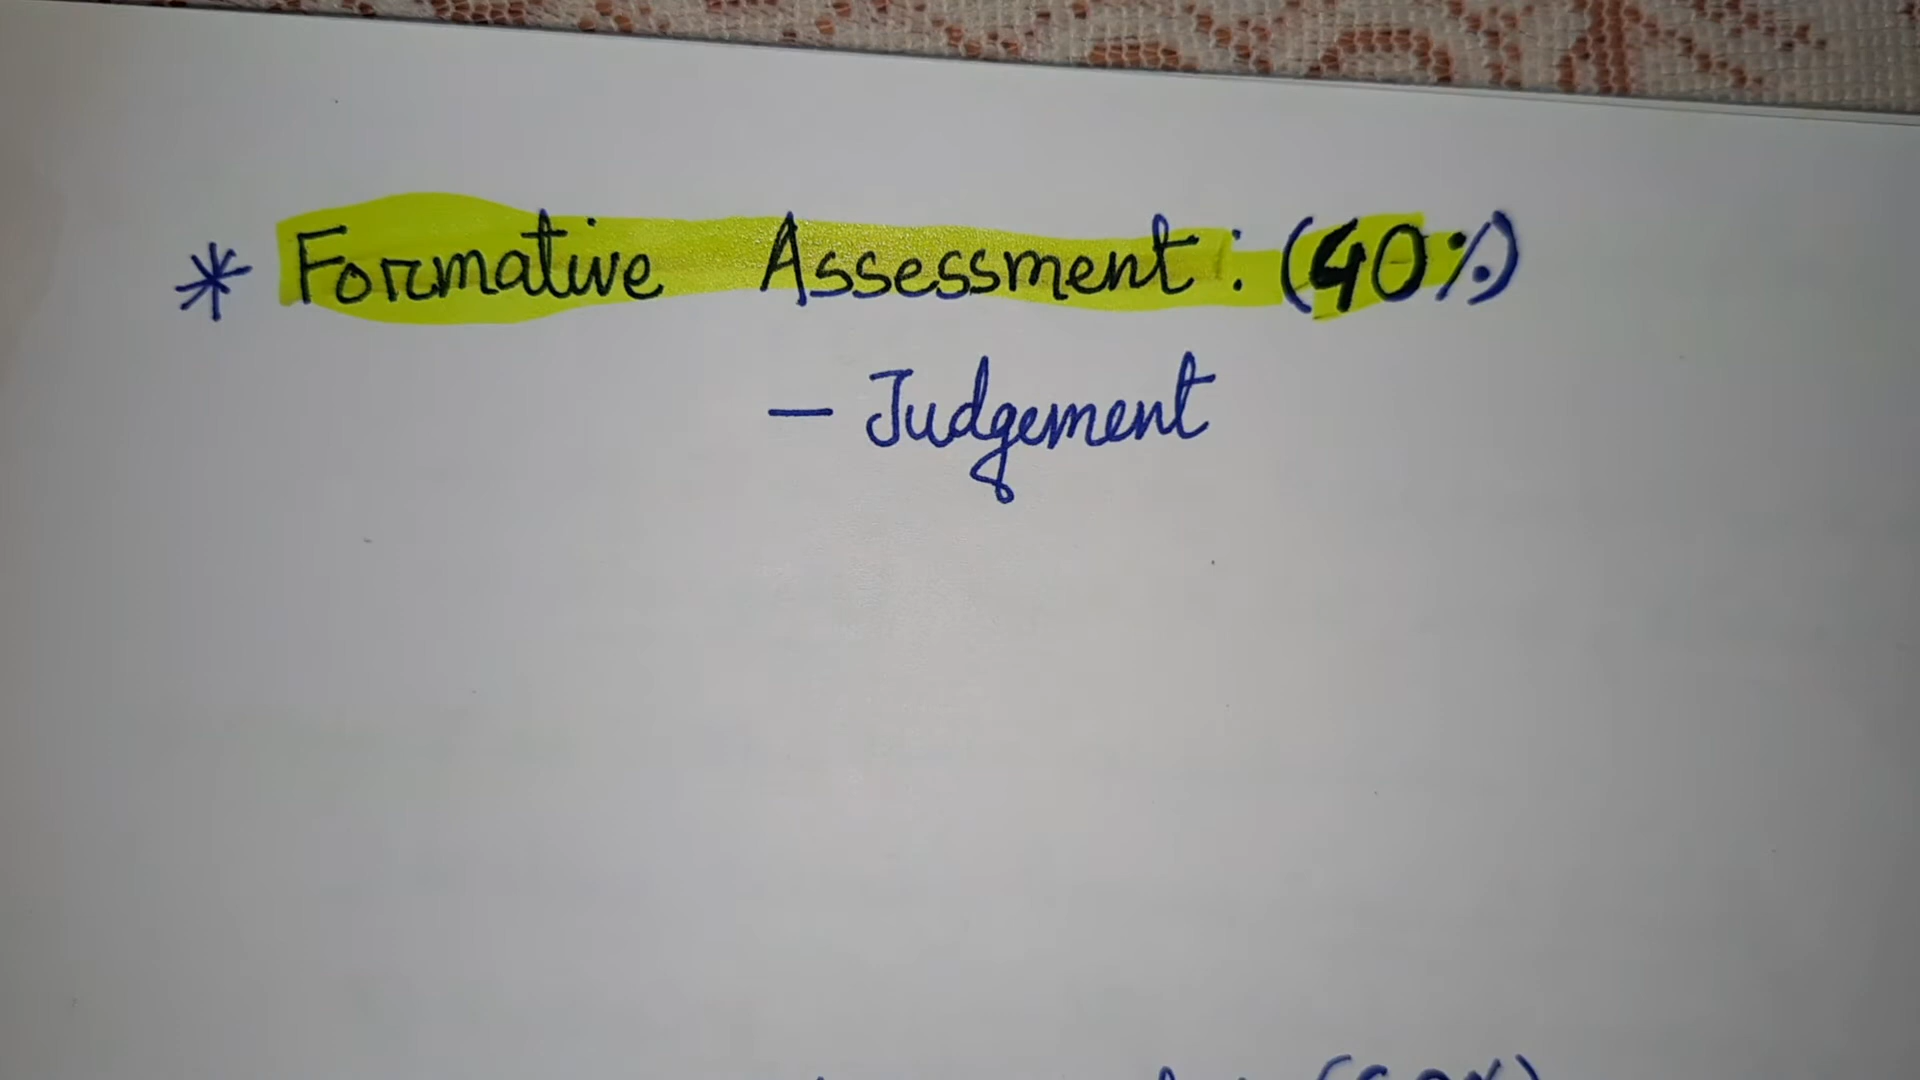 * Formative Assessment : (40%)
— Judgement